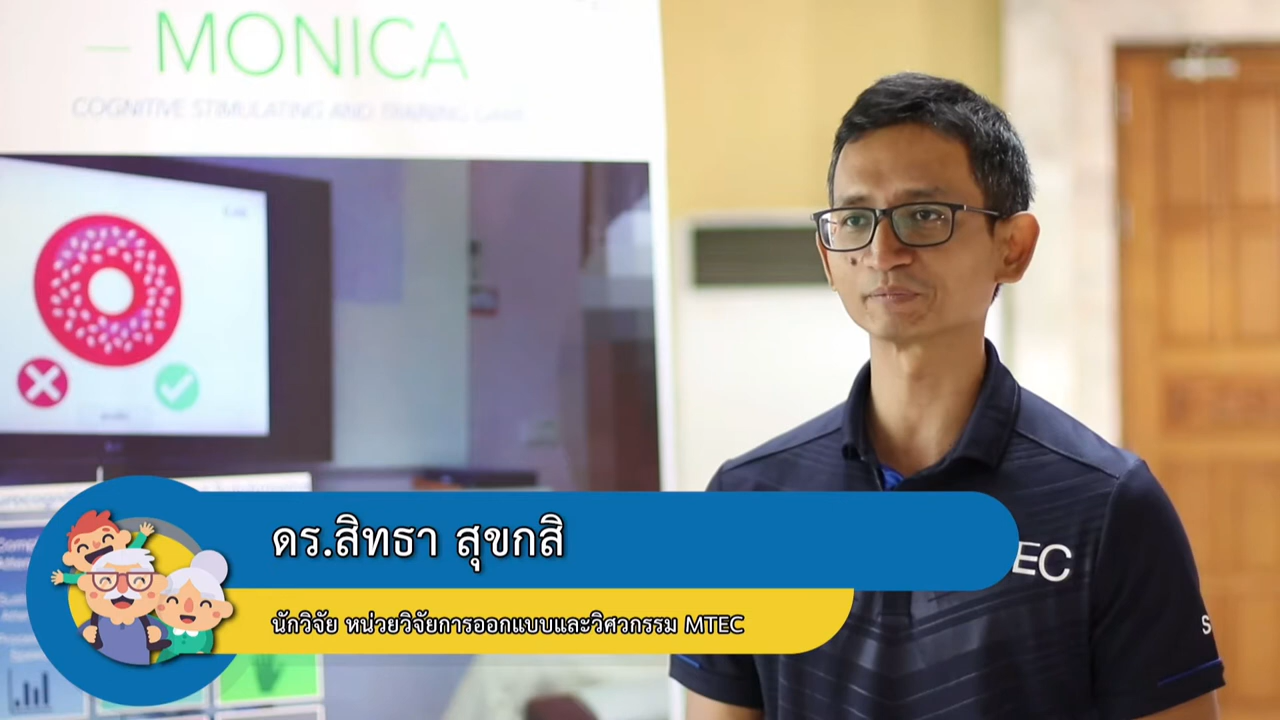 — MONICA
COGNITIVE STIMULATING AND TRAINING GAME
ดร.สิทธา สุขกสิ
นักวิจัย หน่วยวิจัยการออกแบบและวิศวกรรม MTEC
EC
S